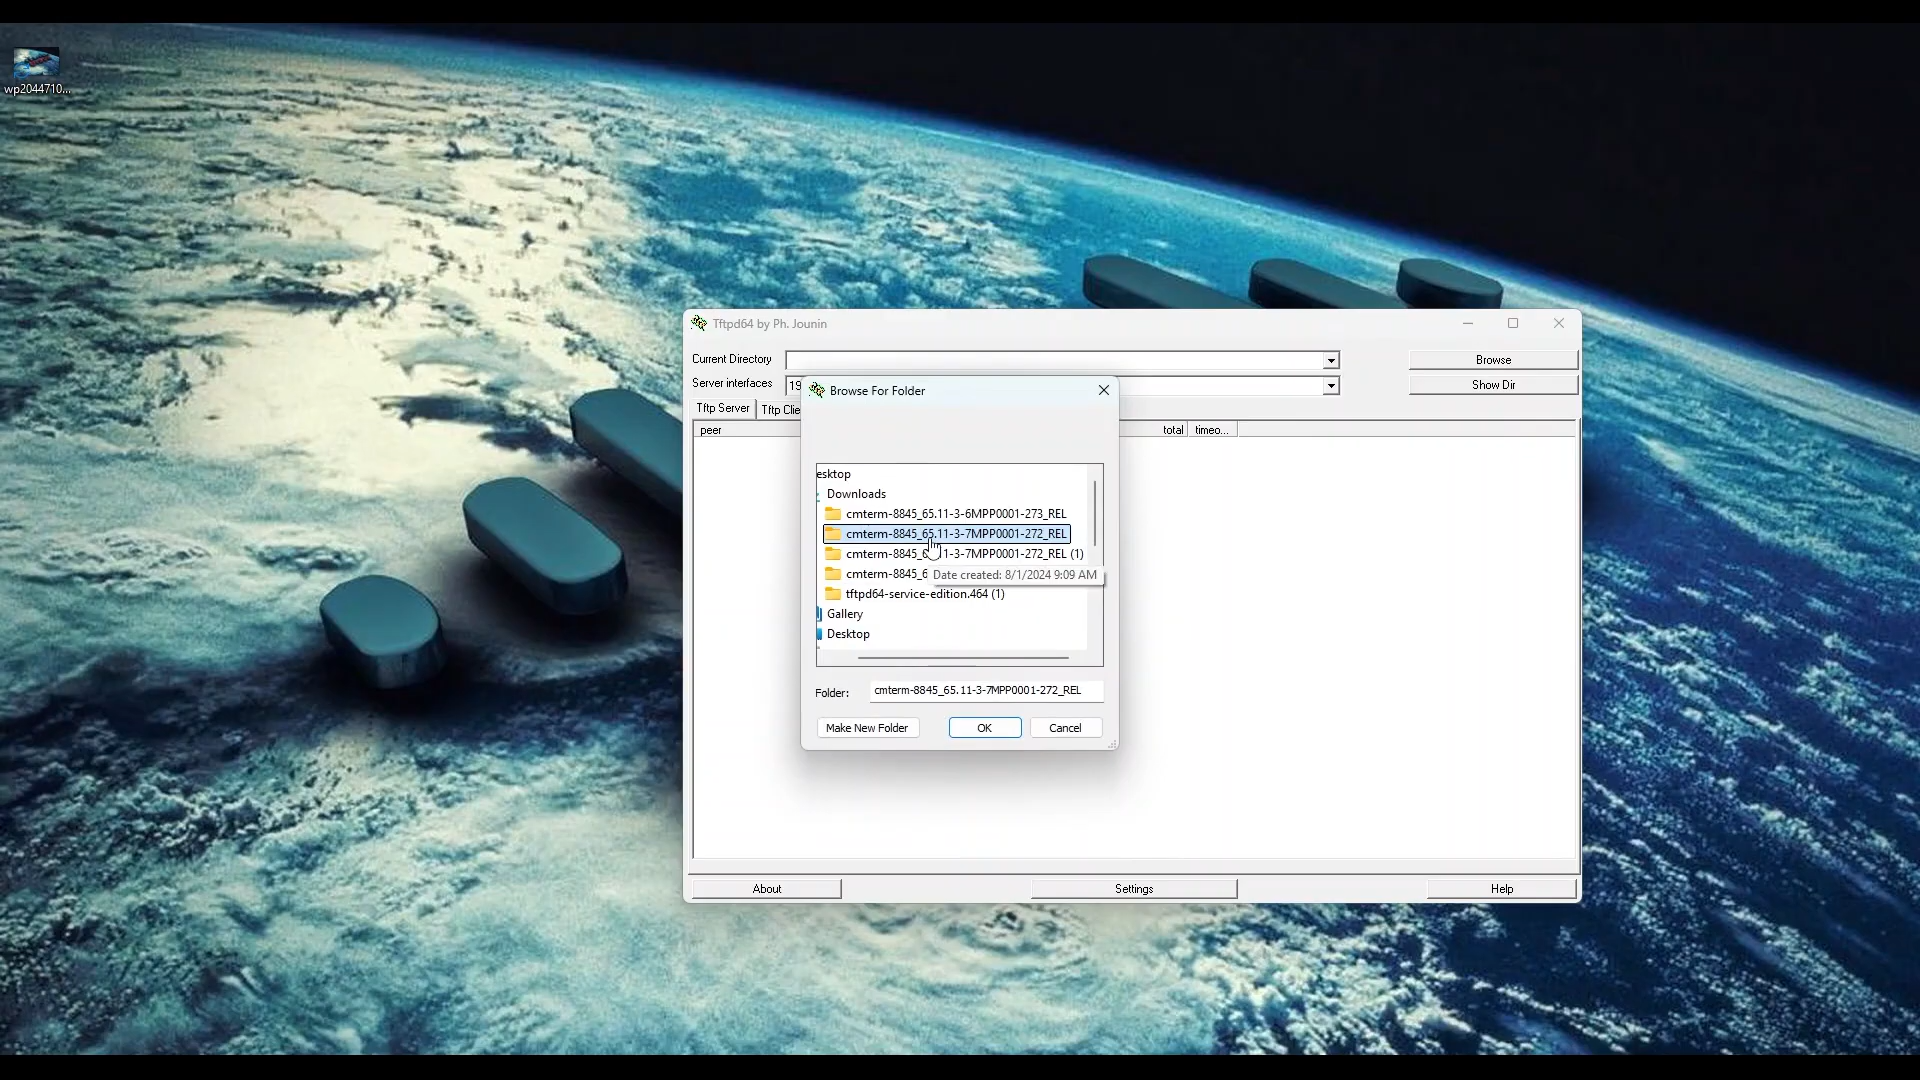 wp2044710...
Tftpd64 by Ph. Jounin
Current Directory
Browse
Server interfaces
19
Show Dir
Browse For Folder
Tftp Server
Tftp Clie
peer
total
timeo...
esktop
Downloads
cmterm-8845_65.11-3-6MPP0001-273_REL
cmterm-8845_65.11-3-7MPP0001-272_REL
cmterm-8845_6 .11-3-7MPP0001-272_REL (1)
cmterm-8845_6
Date created: 8/1/2024 9:09 AM
tftpd64-service-edition.464 (1)
Gallery
Desktop
Folder:
cmterm-8845_65.11-3-7MPP0001-272_REL
Make New Folder
OK
Cancel
About
Settings
Help